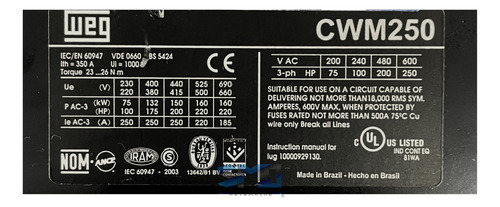 WEG
CWM250
IEC/EN 60947 VDE 0660 BS 5424
Ith= 350 A Ui = 1000
Torque 23...26 N m
Ue (V) 230 400 440 525 690
220 380 415 500 660
P AC-3 (kW) 75 132 150 160 160
(HP) 100 175 200 220 220
Ie AC-3 (A) 250 250 250 225 185
NOM-ANCE
IRAM
IEC 60947 - 2003
13642/B1 BV
V AC 200 240 480 600
3-ph HP 75 100 200 250
SUITABLE FOR USE ON A CIRCUIT CAPABLE OF
DELIVERING NOT MORE THAN18,000 RMS SYM.
AMPERES, 600V MAX, WHEN PROTECTED BY
FUSES RATED NOT MORE THAN 500A 75°C Cu
wire only Break all Lines
Instruction manual for
lug 10000929130.
C UL US LISTED
IND CONT EQ
81WA
Made in Brazil - Hecho en Brasil